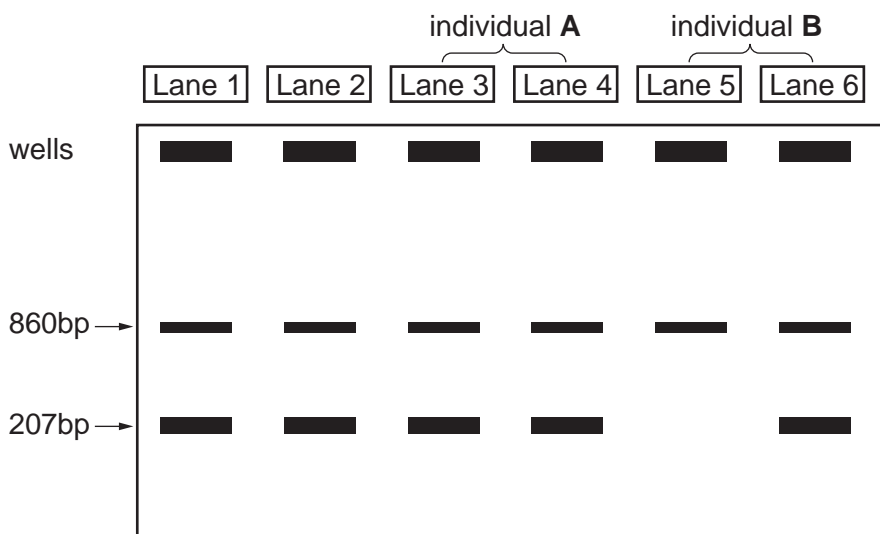 individual A individual B
Lane 1 Lane 2 Lane 3 Lane 4 Lane 5 Lane 6
wells
860bp
207bp